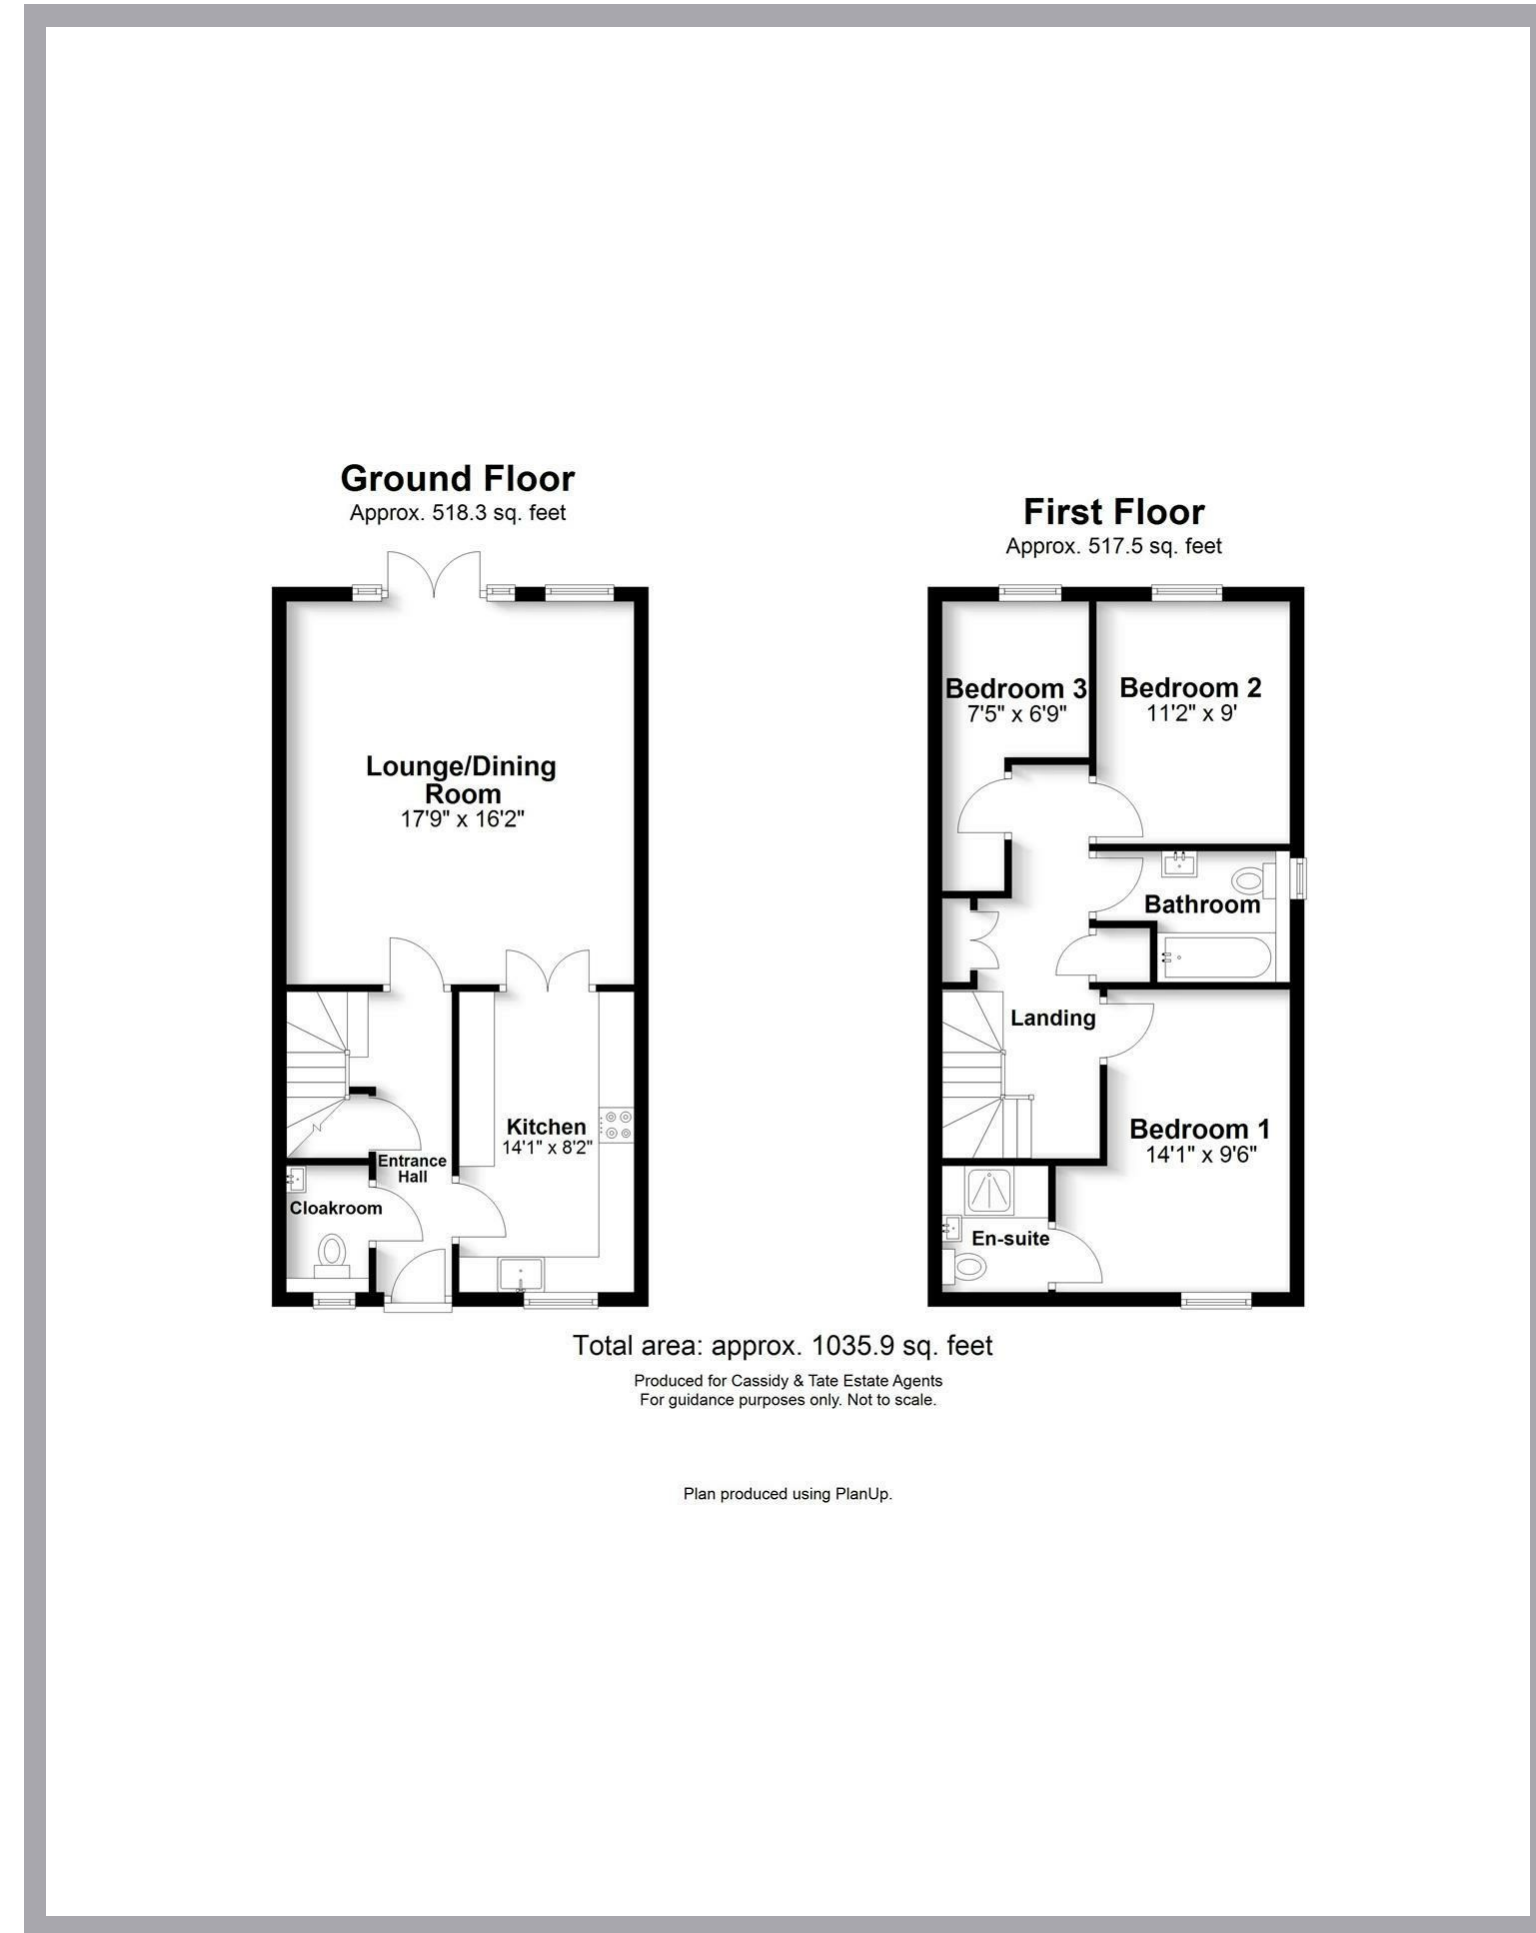 Ground Floor
Approx. 518.3 sq. feet
Lounge/Dining
Room
17'9" x 16'2"
Kitchen
14'1" x 8'2"
Entrance
Hall
Cloakroom
First Floor
Approx. 517.5 sq. feet
Bedroom 3
7'5" x 6'9"
Bedroom 2
11'2" x 9'
Bathroom
Landing
Bedroom 1
14'1" x 9'6"
En-suite
Total area: approx. 1035.9 sq. feet
Produced for Cassidy & Tate Estate Agents
For guidance purposes only. Not to scale.
Plan produced using PlanUp.